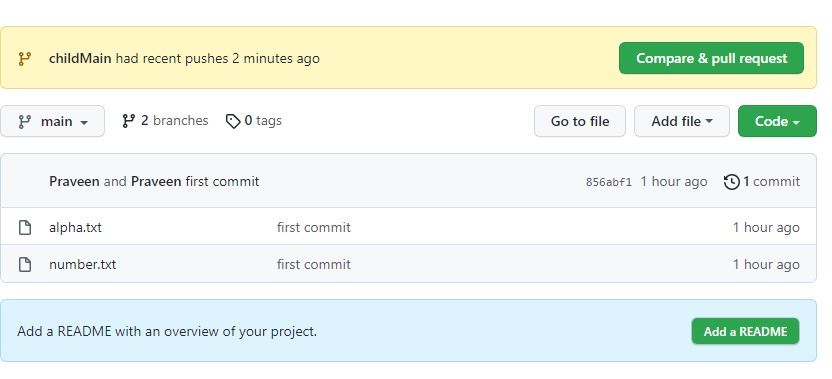 childMain had recent pushes 2 minutes ago Compare & pull request
main 2 branches 0 tags Go to file Add file Code
Praveen and Praveen first commit 856abf1 1 hour ago 1 commit
alpha.txt first commit 1 hour ago
number.txt first commit 1 hour ago
Add a README with an overview of your project. Add a README